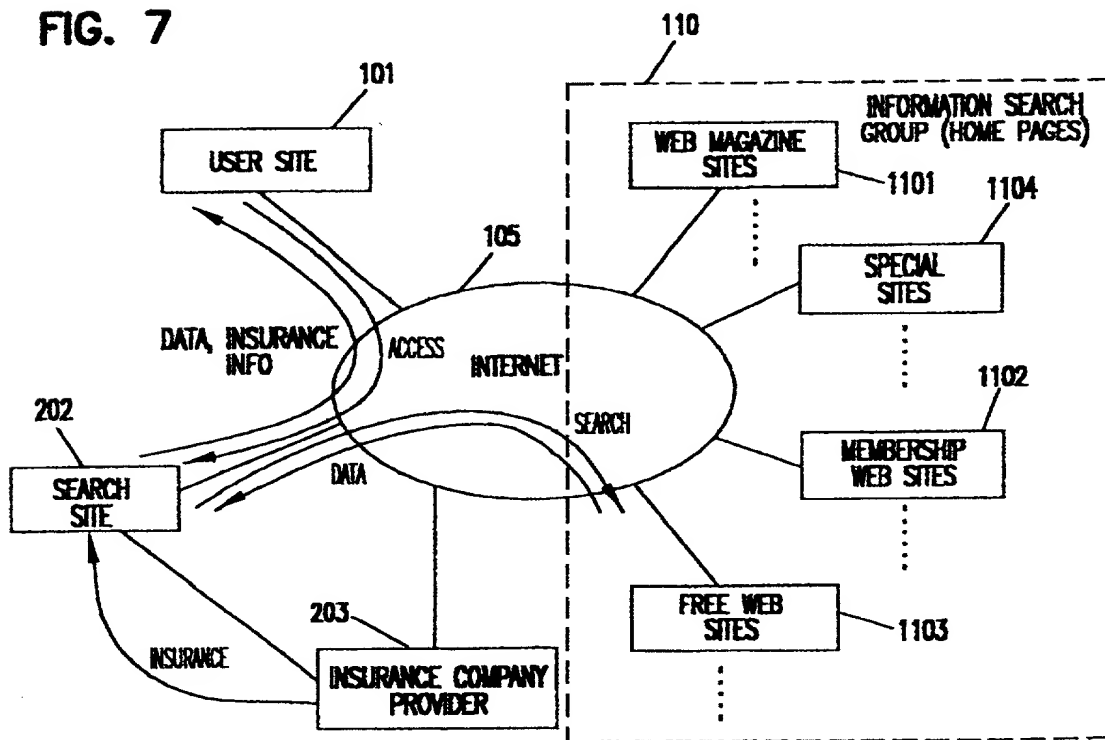 FIG. 7
110
101
INFORMATION SEARCH
GROUP (HOME PAGES)
USER SITE
WEB MAGAZINE
SITES
1101
1104
105
SPECIAL
SITES
DATA, INSURANCE
INFO
ACCESS
INTERNET
1102
202
SEARCH
MEMBERSHIP
WEB SITES
SEARCH
SITE
DATA
203
FREE WEB
SITES
1103
INSURANCE
INSURANCE COMPANY
PROVIDER